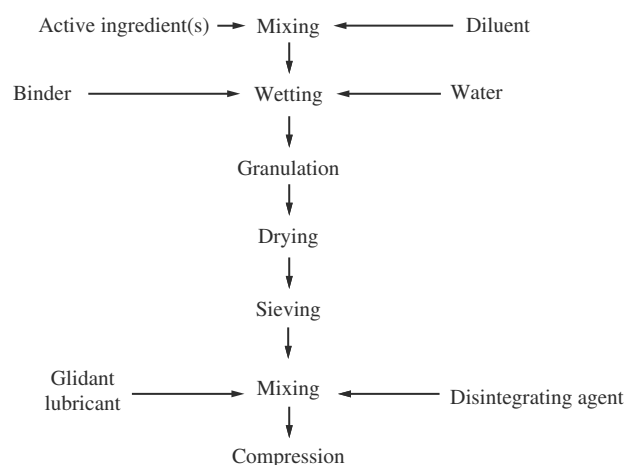 Active ingredient(s) Mixing Diluent
Binder Wetting Water
Granulation
Drying
Sieving
Glidant
lubricant
Mixing
Disintegrating agent
Compression